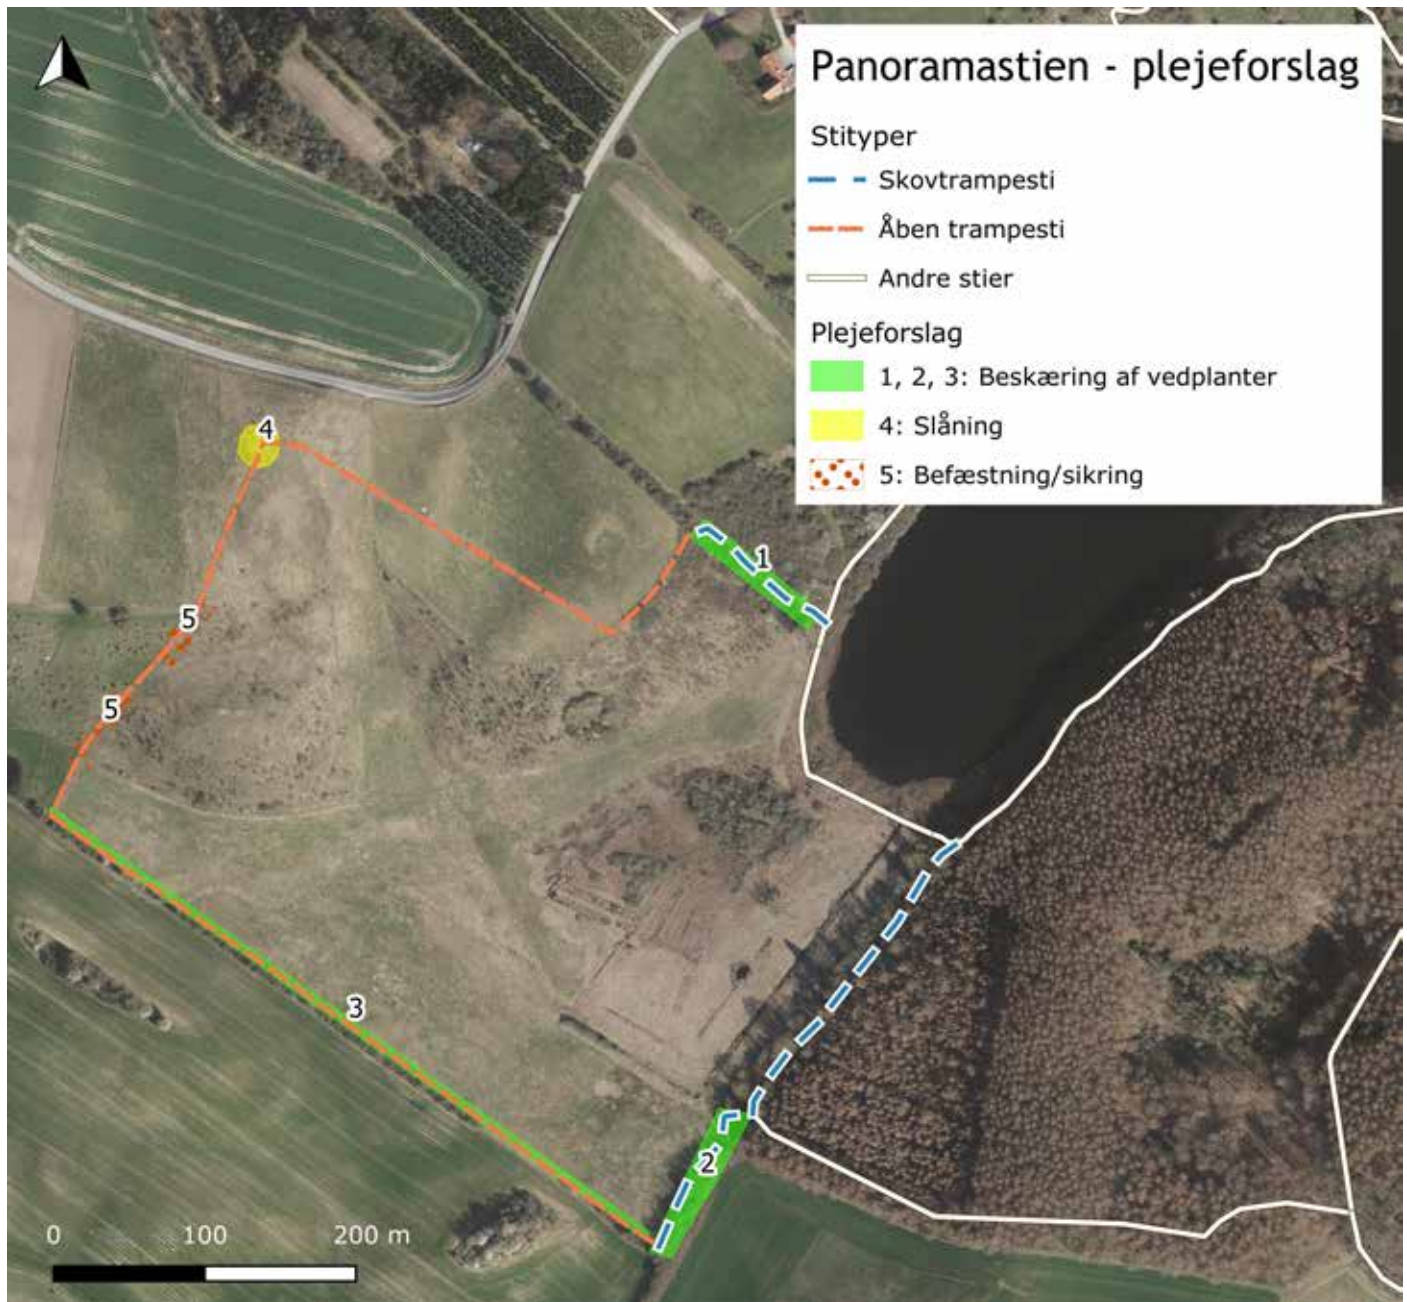 Panoramastien - plejeforslag
Stityper
Skovtrampesti
Åben trampesti
Andre stier
Plejeforslag
1, 2, 3: Beskæring af vedplanter
4: Slåning
5: Befæstning/sikring
4
1
5
5
3
2
0 100 200 m